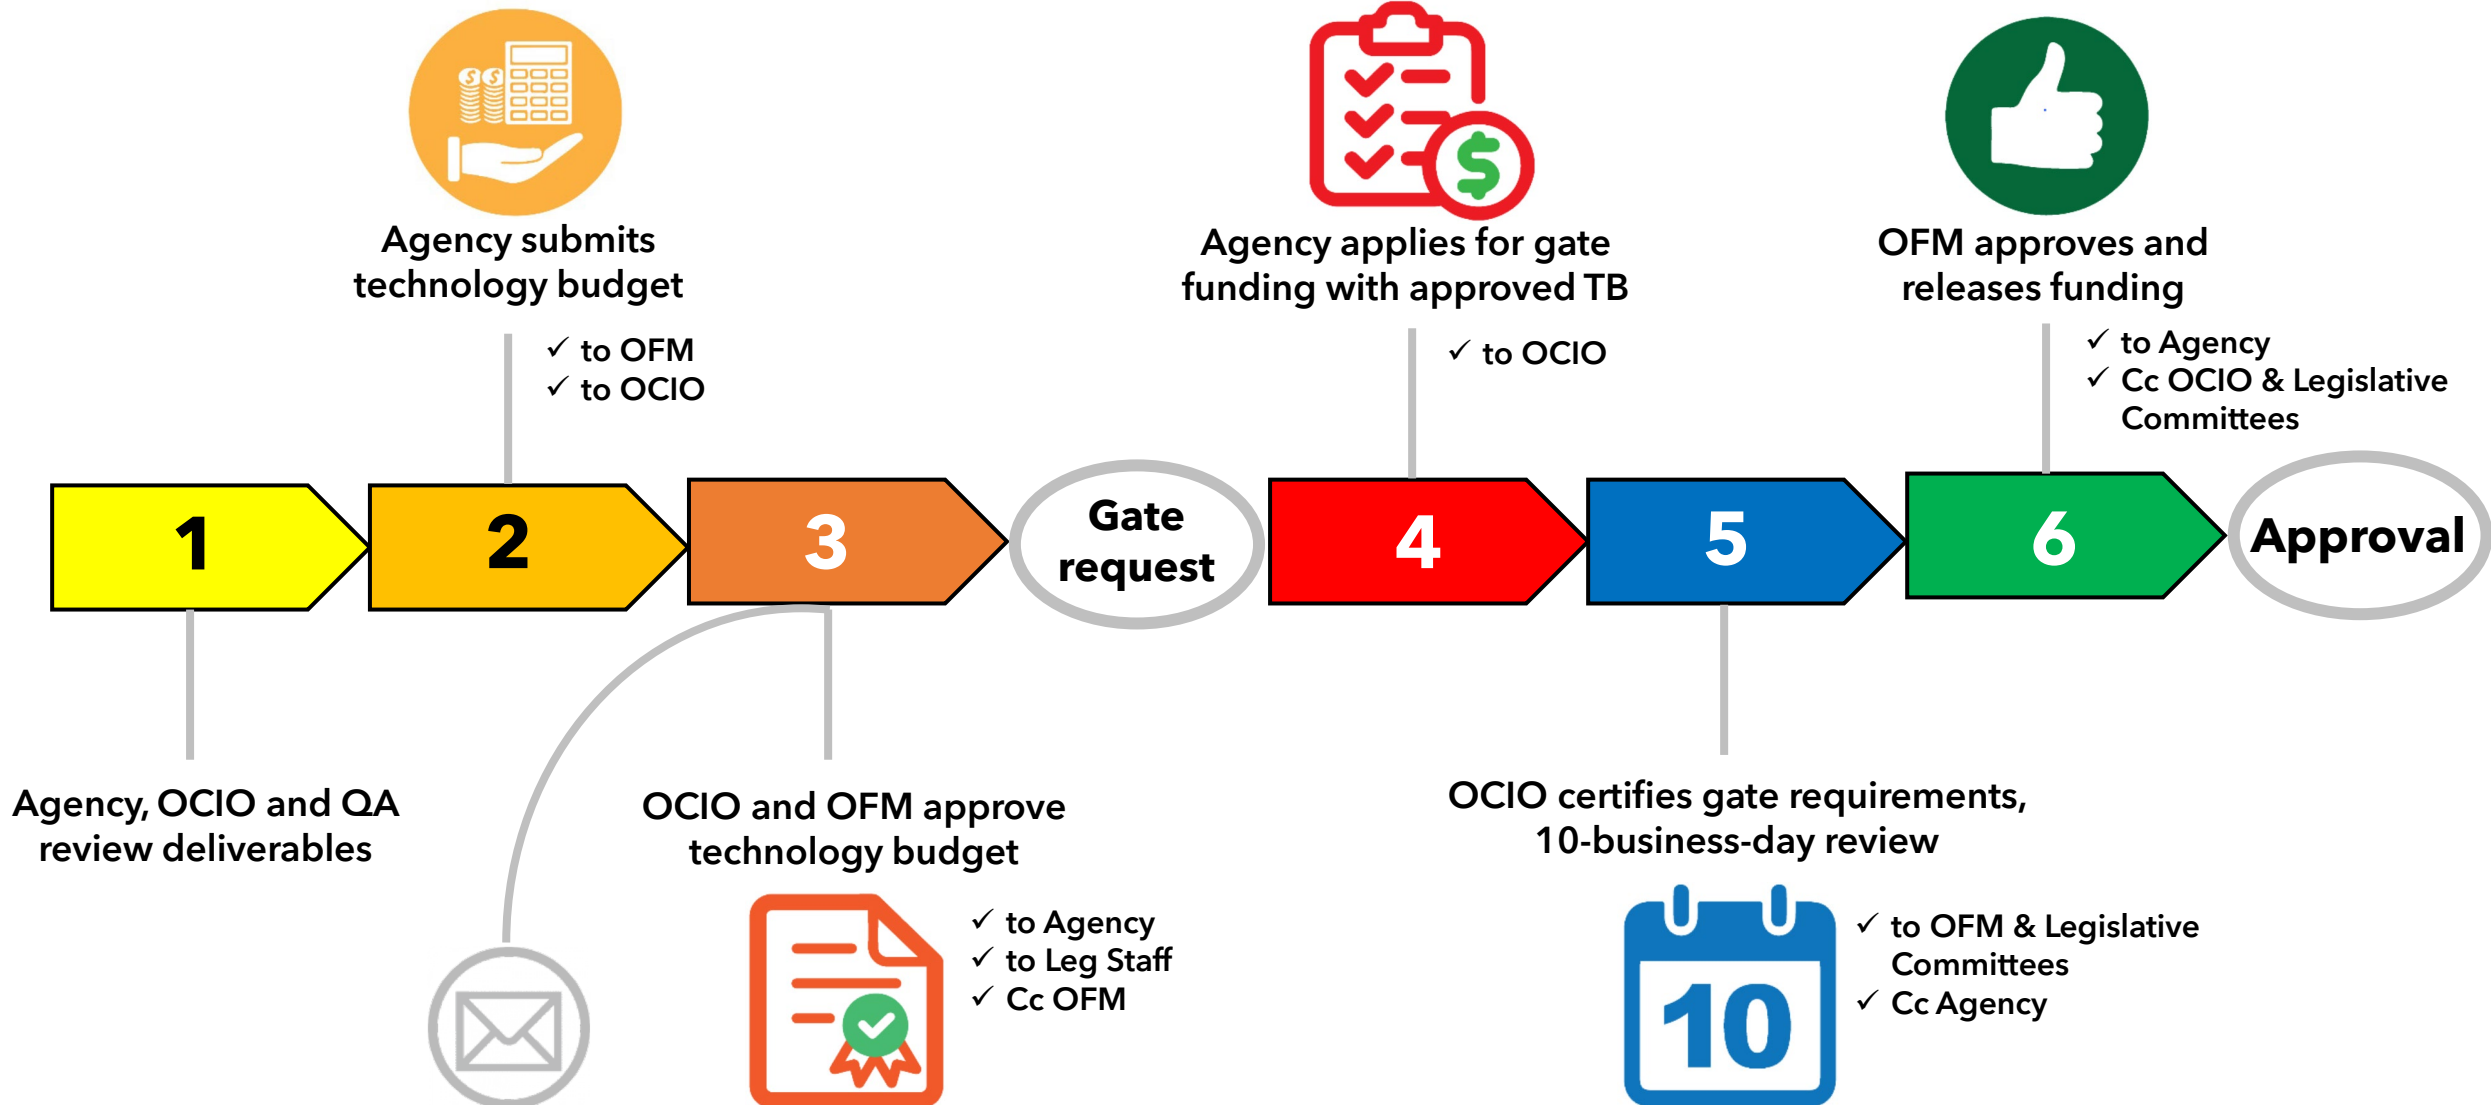 Agency submits
technology budget
✓ to OFM
✓ to OCIO
Agency applies for gate
funding with approved TB
✓ to OCIO
$
OFM approves and
releases funding
✓ to Agency
✓ Cc OCIO & Legislative
Committees
1
2
3
Gate
request
4
5
6
Approval
Agency, OCIO and QA
review deliverables
OCIO and OFM approve
technology budget
✓ to Agency
✓ to Leg Staff
✓ Cc OFM
OCIO certifies gate requirements,
10-business-day review
10
✓ to OFM & Legislative
Committees
✓ Cc Agency